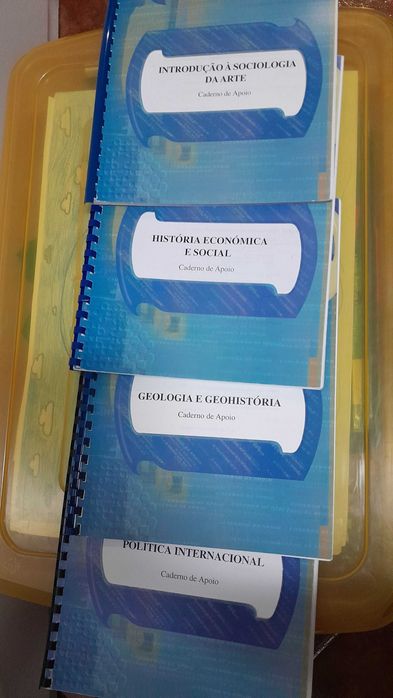 INTRODUÇÃO À SOCIOLOGIA
DA ARTE
Caderno de Apoio
HISTÓRIA ECONÓMICA
E SOCIAL
Caderno de Apoio
GEOLOGIA E GEOHISTÓRIA
Caderno de Apoio
POLÍTICA INTERNACIONAL
Caderno de Apoio